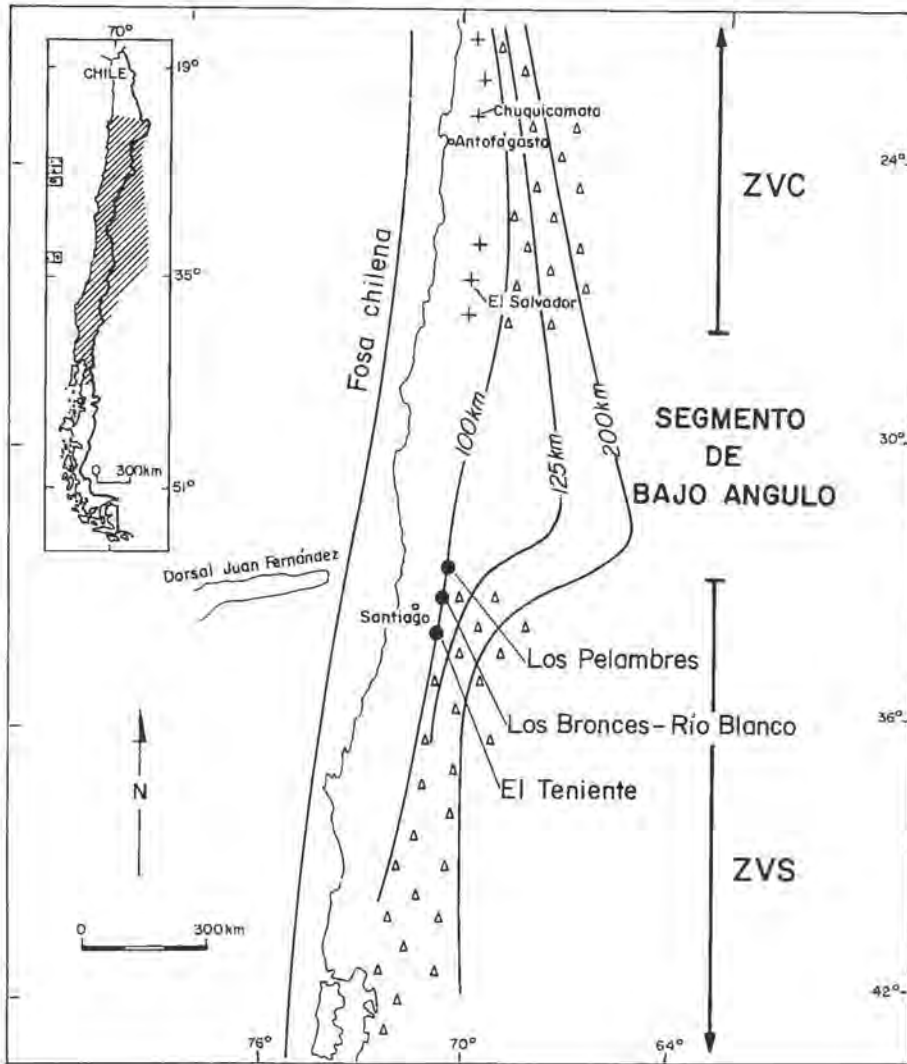 70°
CHILE
19°
35°
300km
0
51°
Chuquicamata
Antofagasta
24°
ZVC
El Salvador
Fosa chilena
100km
125km
200km
SEGMENTO
DE
BAJO ANGULO
30°
Dorsal Juan Fernández
Santiago
Los Pelambres
Los Bronces-Río Blanco
36°
El Teniente
N
ZVS
0
300km
42°
76°
70°
64°